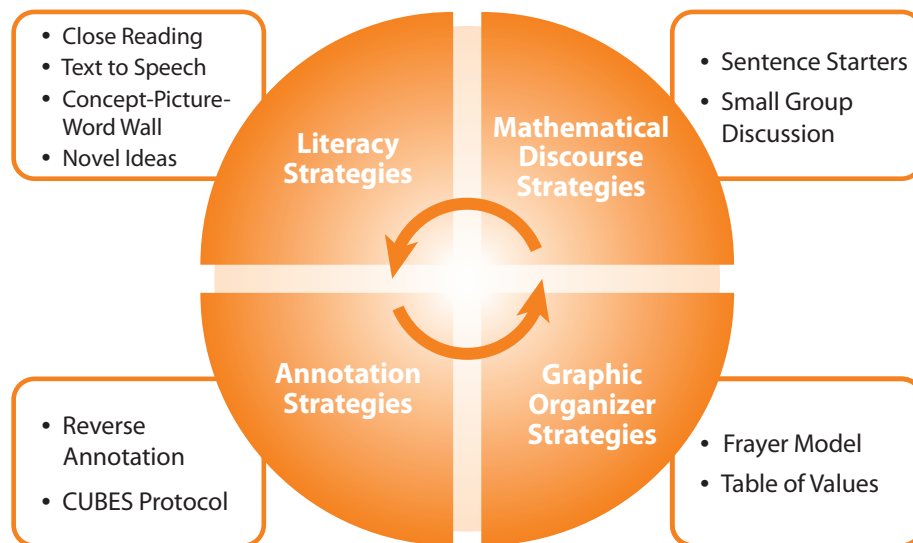 • Close Reading
• Text to Speech
• Concept-Picture-
Word Wall
• Novel Ideas
Literacy
Strategies
Mathematical
Discourse
Strategies
• Sentence Starters
• Small Group
Discussion
• Reverse
Annotation
• CUBES Protocol
Annotation
Strategies
Graphic
Organizer
Strategies
• Frayer Model
• Table of Values